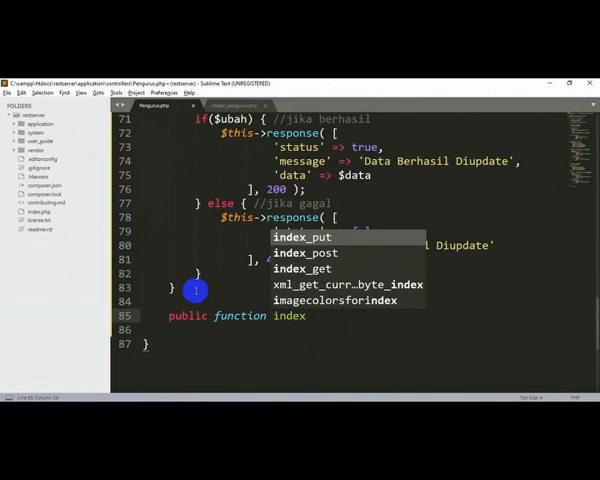 C:\xampp\htdocs\restserver\application\controllers\Pengurus.php • (restserver) - Sublime Text (UNREGISTERED)
File Edit Selection Find View Goto Tools Project Preferences Help
FOLDERS
restserver
application
system
user_guide
vendor
.editorconfig
.gitignore
.htaccess
composer.json
composer.lock
contributing.md
index.php
license.txt
readme.rst
Pengurus.php
Model_pengurus.php
71 if($ubah) { //jika berhasil
72 $this->response( [
73 'status' => true,
74 'message' => 'Data Berhasil Diupdate',
75 'data' => $data
76 ], 200 );
77 } else { //jika gagal
78 $this->response( [
79
80 l Diupdate'
81 ], 4
82 }
83 }
84
85 public function index
86
87 }
index_put
index_post
index_get
xml_get_curr…byte_index
imagecolorsforindex
Tab Size: 4
PHP